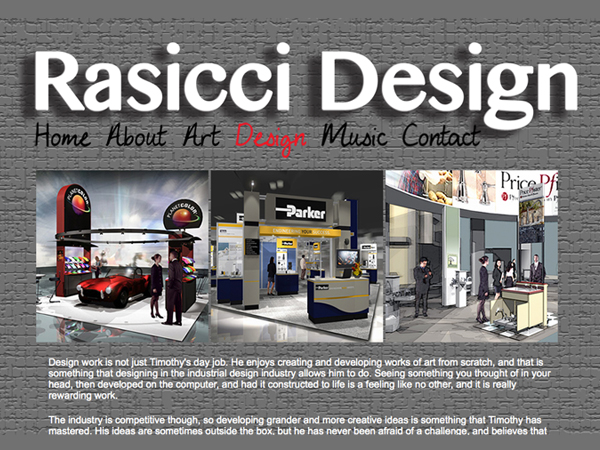 Rasicci Design
Home About Art Design Music Contact
Parker
Price Pf
Design work is not just Timothy's day job. He enjoys creating and developing works of art from scratch, and that is
something that designing in the industrial design industry allows him to do. Seeing something you thought of in your
head, then developed on the computer, and had it constructed to life is a feeling like no other, and it is really
rewarding work.
The industry is competitive though, so developing grander and more creative ideas is something that Timothy has
mastered. His ideas are sometimes outside the box, but he has never been afraid of a challenge, and believes that